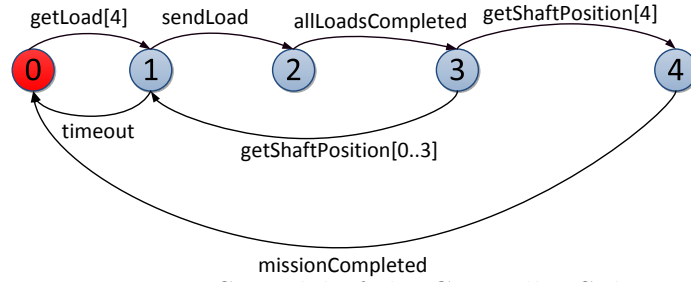 getLoad[4]
sendLoad
allLoadsCompleted
getShaftPosition[4]
0
1
2
3
4
timeout
getShaftPosition[0..3]
missionCompleted